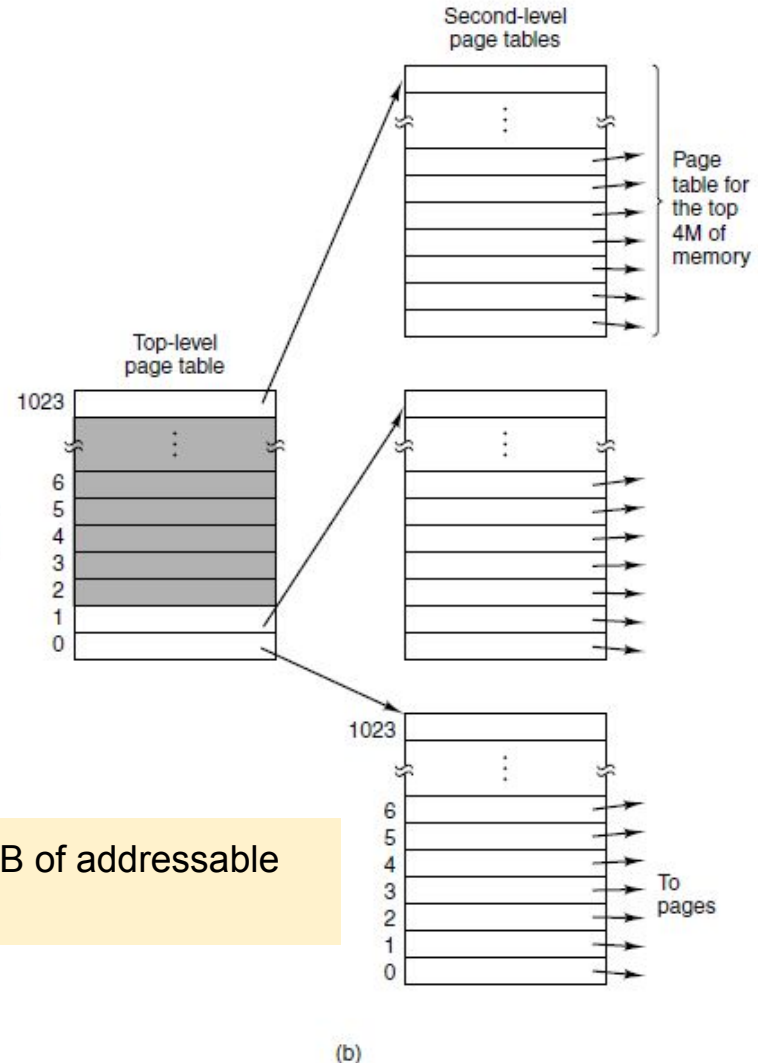 Second-level
page tables
Page
table for
the top
4M of
memory
Top-level
page table
1023
6
5
4
3
2
1
0
1023
6
5
4
3
2
1
0
To
pages
B of addressable
(b)